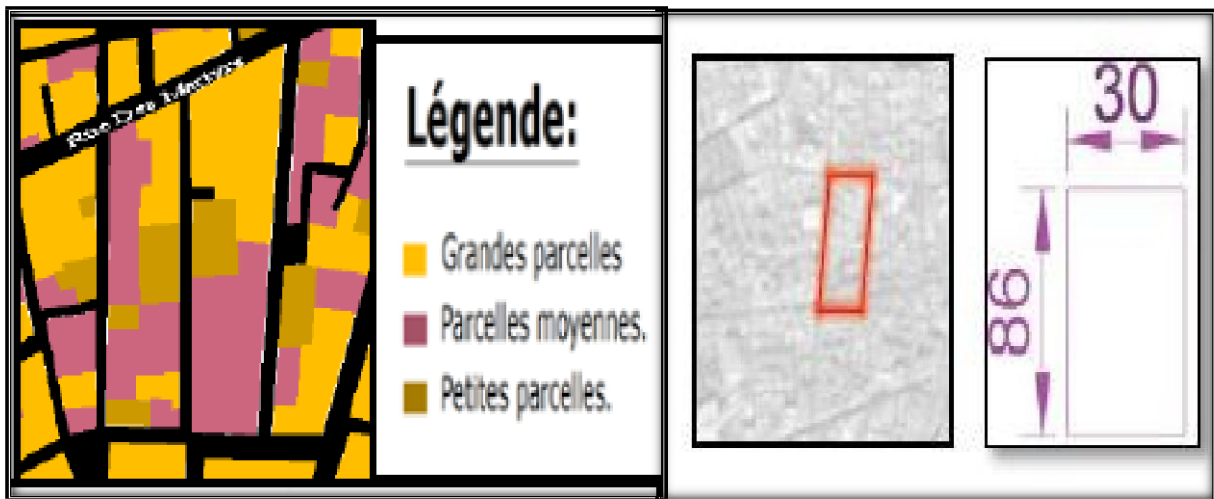 Rue Des Martyrs
Légende:
Grandes parcelles
Parcelles moyennes.
Petites parcelles.
30
86